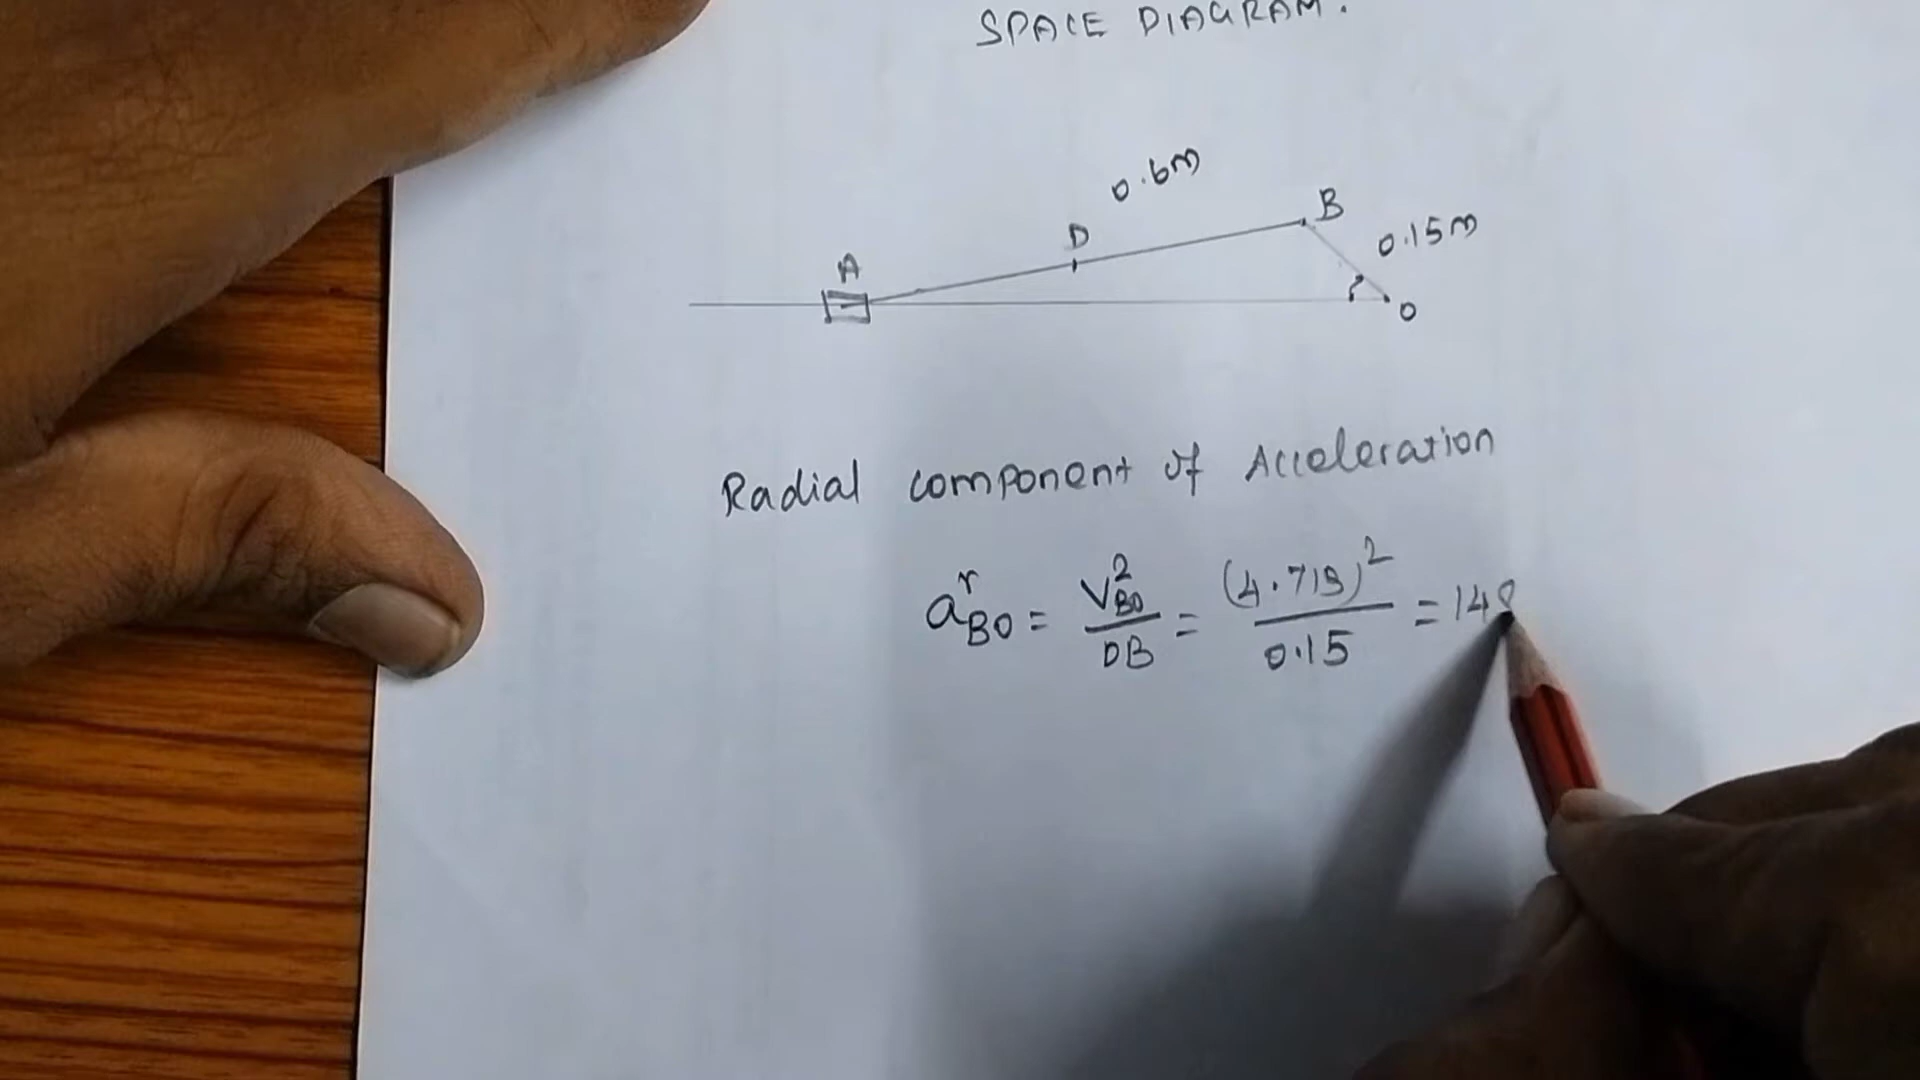 SPACE DIAGRAM.
0.6m
B
D
0.15m
A
O
Radial component of Acceleration
a^r_BO = V²_BO / OB = (4.713)² / 0.15 = 148